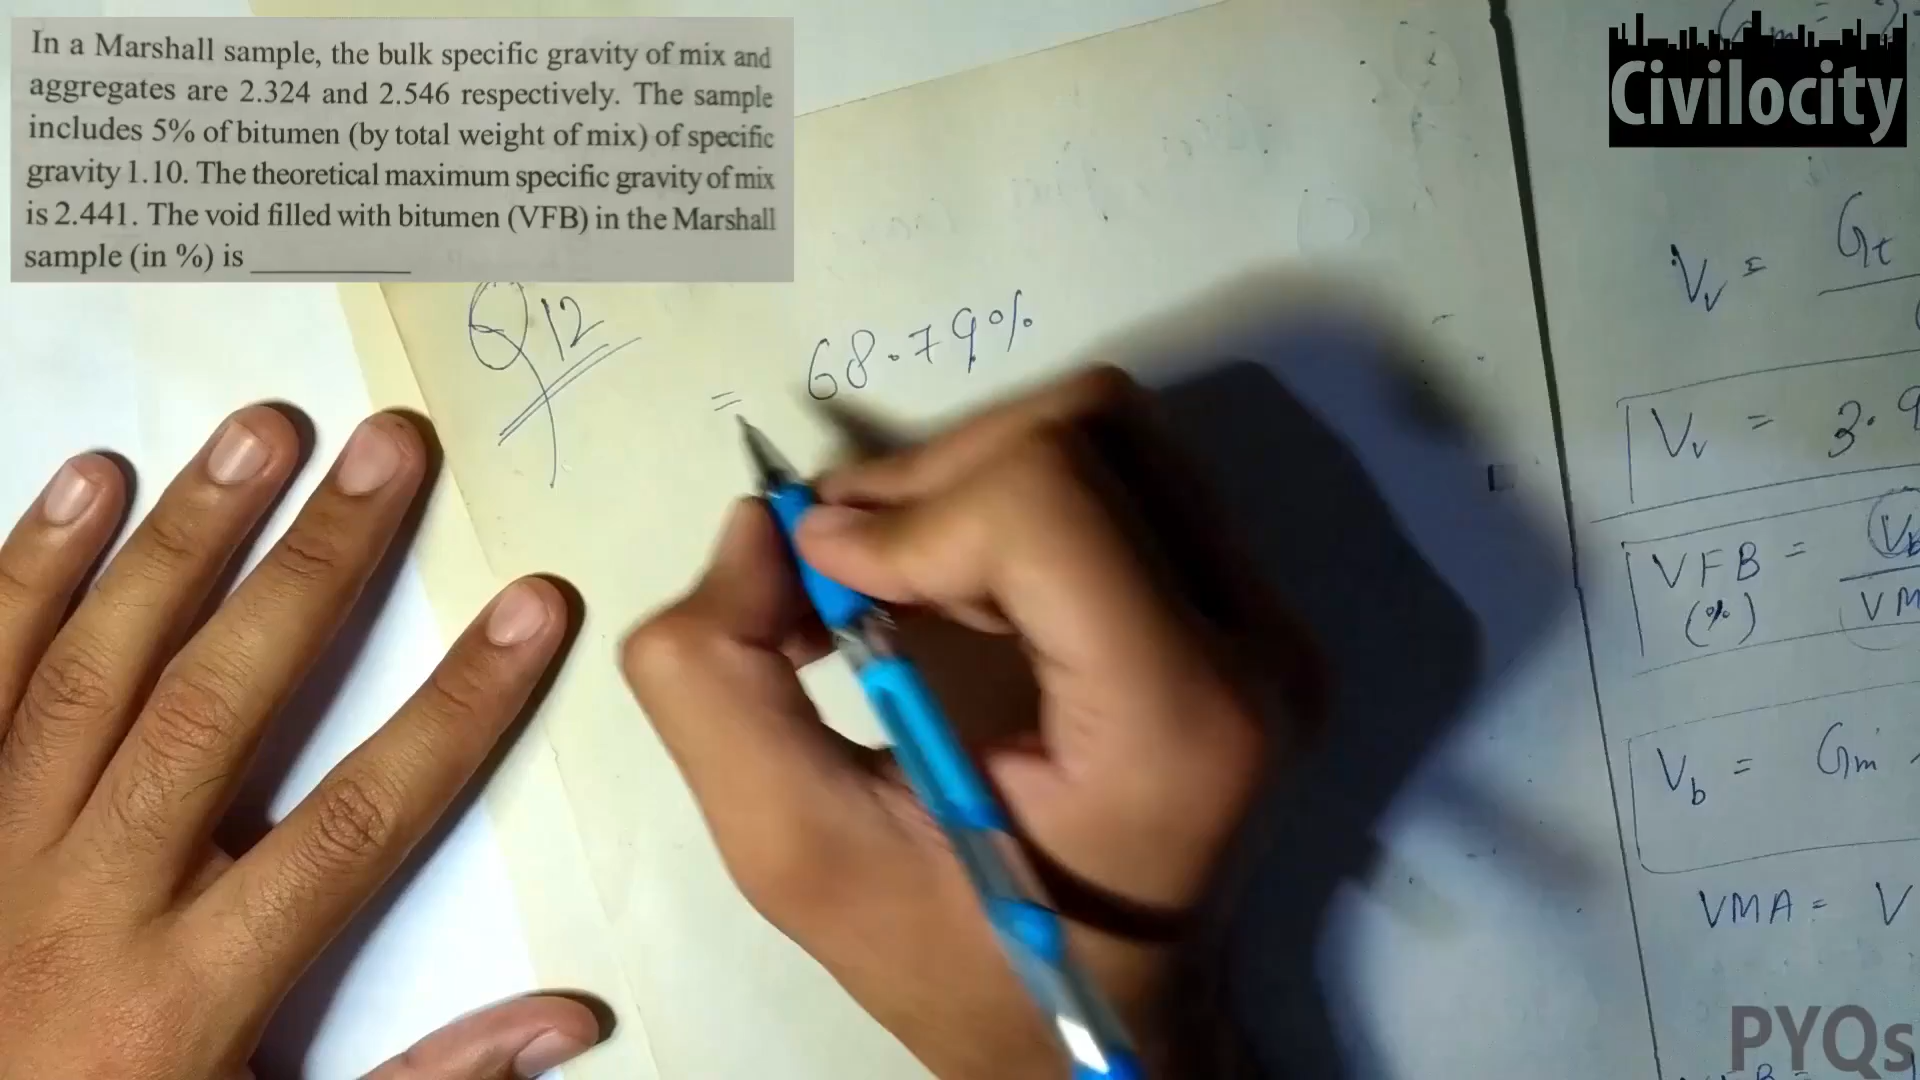 In a Marshall sample, the bulk specific gravity of mix and
aggregates are 2.324 and 2.546 respectively. The sample
includes 5% of bitumen (by total weight of mix) of specific
gravity 1.10. The theoretical maximum specific gravity of mix
is 2.441. The void filled with bitumen (VFB) in the Marshall
sample (in %) is __________
Civilocity
Q12
= 68.79%
Vv = Gt
Vv = 3.9
VFB = Vb
(%) VM
Vb = Gm
VMA = V
PYQs